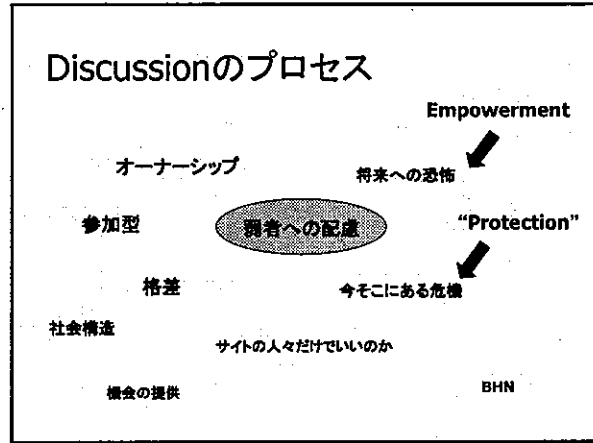 Discussionのプロセス
Empowerment
オーナーシップ
将来への恐怖
参加型
弱者への配慮
“Protection”
格差
今そこにある危機
社会構造
サイトの人々だけでいいのか
機会の提供
BHN